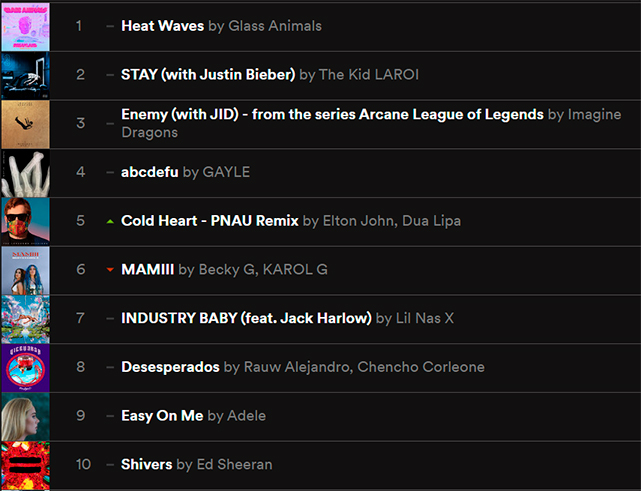 1 – Heat Waves by Glass Animals
2 – STAY (with Justin Bieber) by The Kid LAROI
3 – Enemy (with JID) - from the series Arcane League of Legends by Imagine
Dragons
4 – abcdefu by GAYLE
5 Cold Heart - PNAU Remix by Elton John, Dua Lipa
6 MAMIII by Becky G, KAROL G
7 – INDUSTRY BABY (feat. Jack Harlow) by Lil Nas X
8 – Desesperados by Rauw Alejandro, Chencho Corleone
9 – Easy On Me by Adele
10 – Shivers by Ed Sheeran